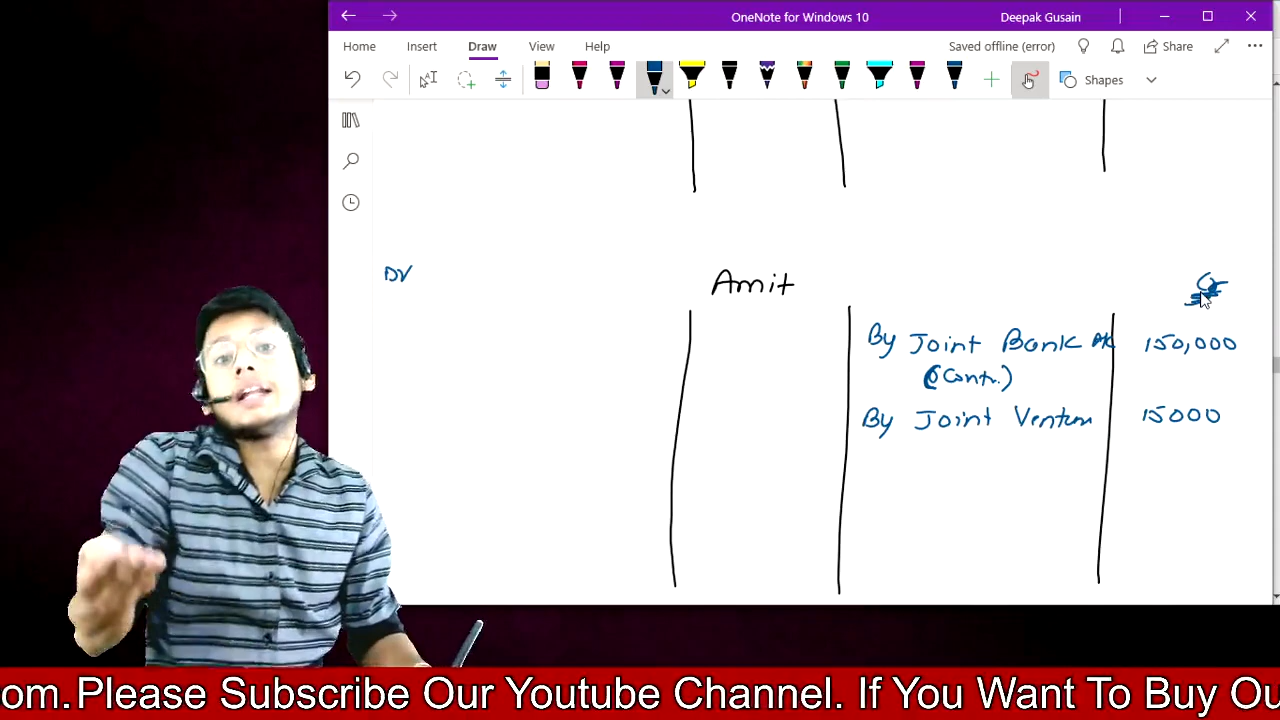 OneNote for Windows 10
Deepak Gusain
Home Insert Draw View Help
Saved offline (error)
Share
Shapes
Dr
Amit
Cr
By Joint Bank A/c 150,000
(Contr.)
By Joint Venture 15000
om.Please Subscribe Our Youtube Channel. If You Want To Buy Ou